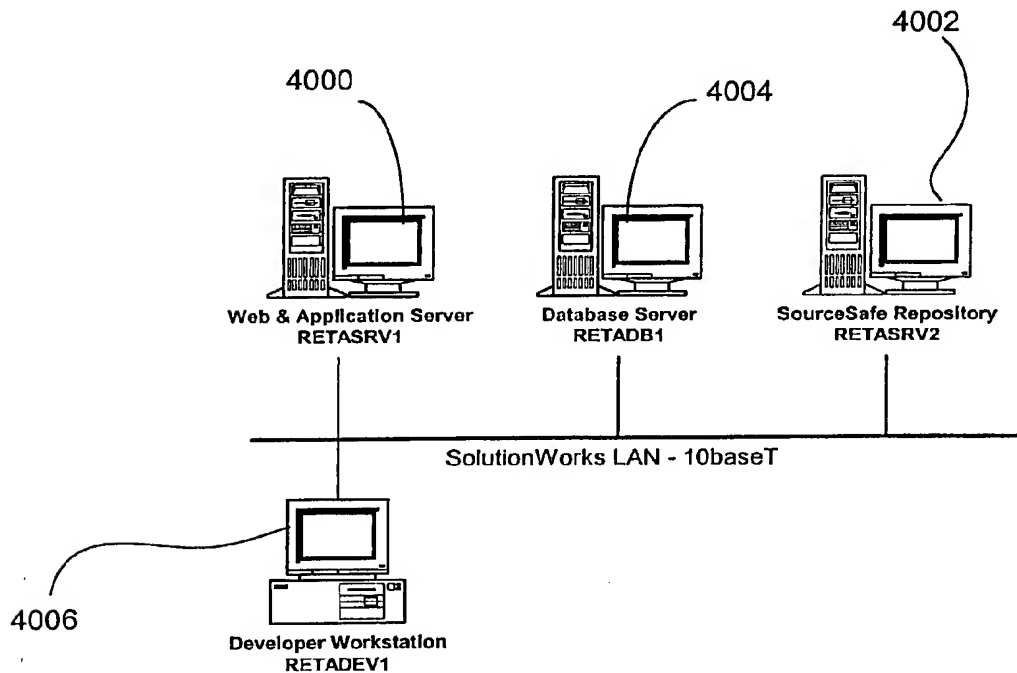 4002
4000
4004
Web & Application Server
RETASRV1
Database Server
RETADB1
SourceSafe Repository
RETASRV2
SolutionWorks LAN - 10baseT
4006
Developer Workstation
RETADEV1